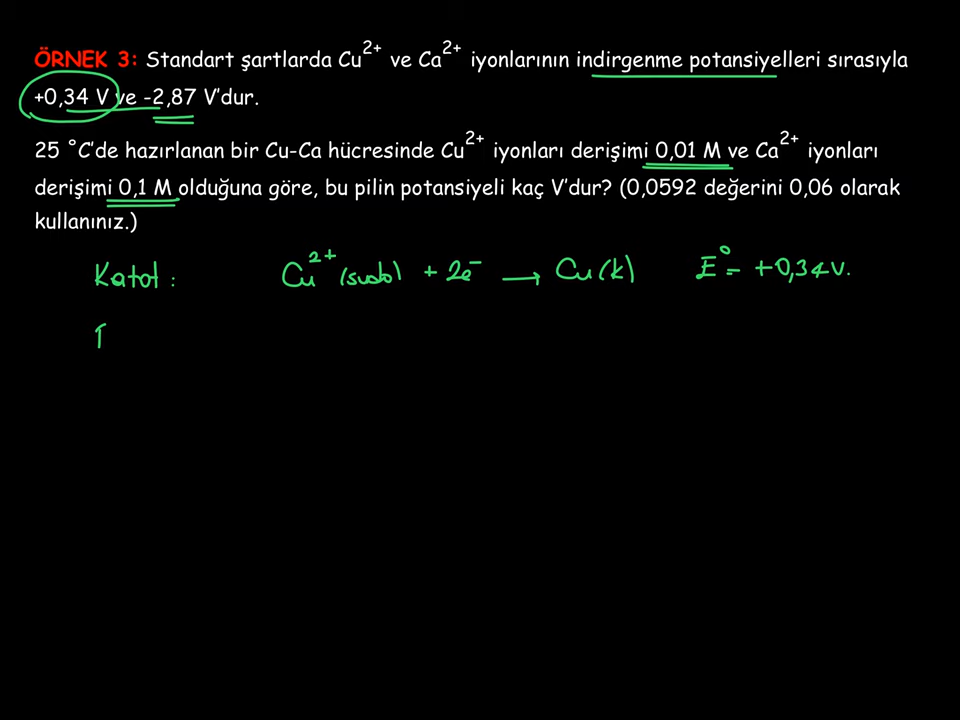 ÖRNEK 3: Standart şartlarda Cu2+ ve Ca2+ iyonlarının indirgenme potansiyelleri sırasıyla
+0,34 V ve -2,87 V'dur.
25 °C'de hazırlanan bir Cu-Ca hücresinde Cu2+ iyonları derişimi 0,01 M ve Ca2+ iyonları
derişimi 0,1 M olduğuna göre, bu pilin potansiyeli kaç V'dur? (0,0592 değerini 0,06 olarak
kullanınız.)
Katot : Cu2+ (suda) + 2e- → Cu(k) E° = +0,34 V.